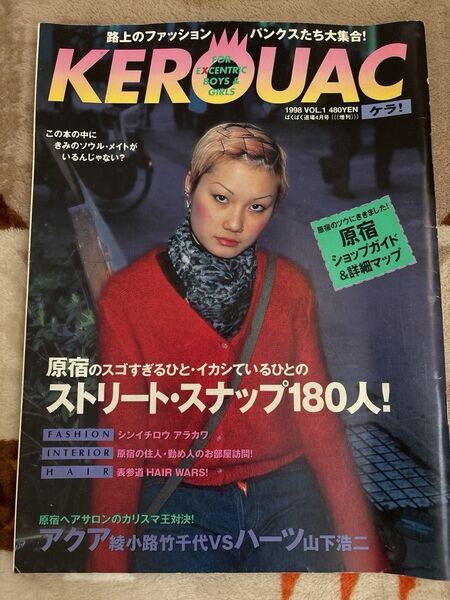 路上のファッション パンクスたち大集合!
KEROUAC
FOR
EXCENTRIC
BOYS &
GIRLS
1998 VOL.1 480YEN
ぱくぱく道場4月号(((増刊)))
ケラ!
この本の中に
きみのソウル・メイトが
いるんじゃない?
原宿のツウにききました!
原宿
ショップガイド
&詳細マップ
原宿のスゴすぎるひと・イカシているひとの
ストリート・スナップ180人!
FASHION シンイチロウ アラカワ
INTERIOR 原宿の住人・勤め人のお部屋訪問!
HAIR 表参道 HAIR WARS!
原宿ヘアサロンのカリスマ王対決!
アクア綾小路竹千代VSハーツ山下浩二